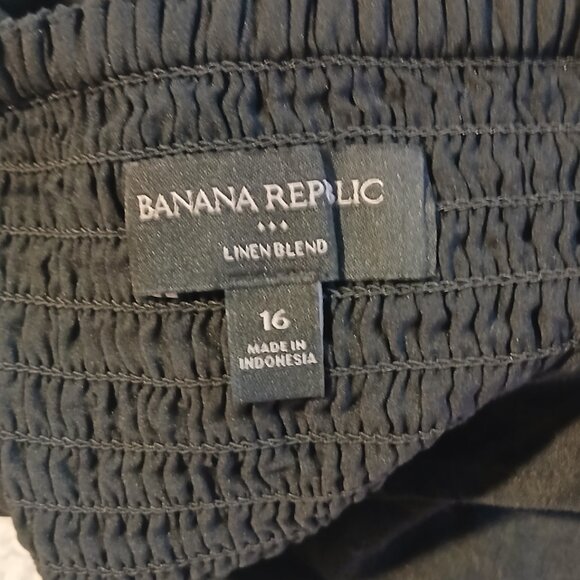 BANANA REPUBLIC
LINEN BLEND
16
MADE IN
INDONESIA